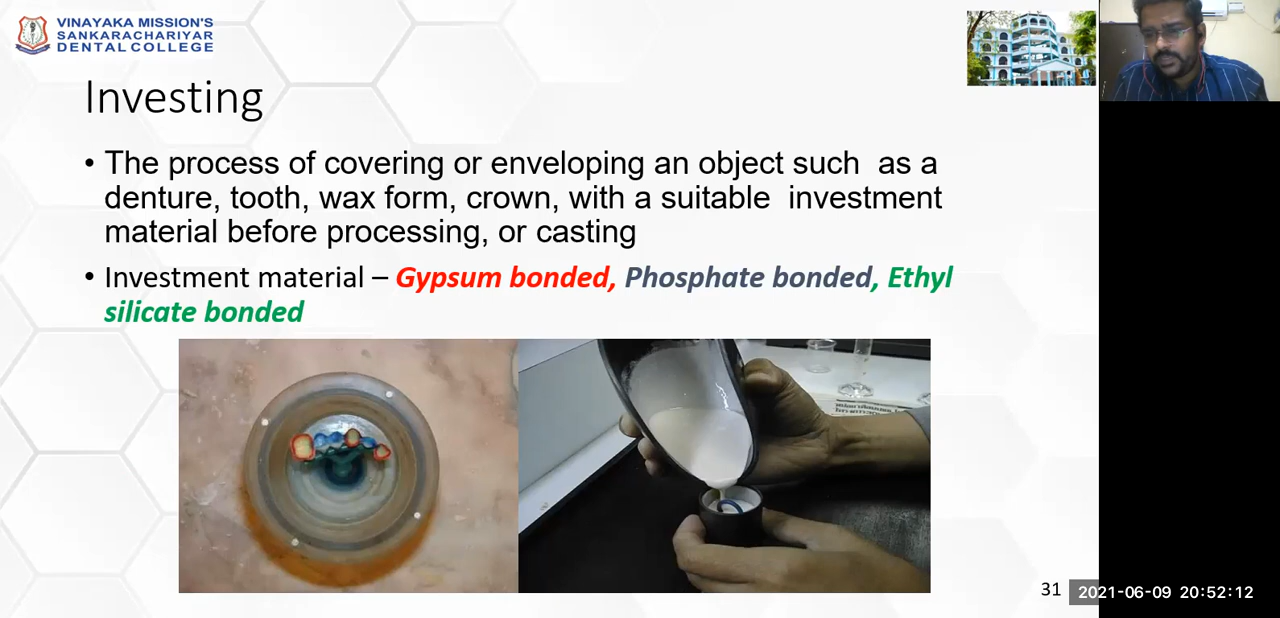 VINAYAKA MISSION'S
SANKARACHARIYAR
DENTAL COLLEGE
Investing
• The process of covering or enveloping an object such as a
denture, tooth, wax form, crown, with a suitable investment
material before processing, or casting
• Investment material – Gypsum bonded, Phosphate bonded, Ethyl
silicate bonded
31
2021-06-09 20:52:12